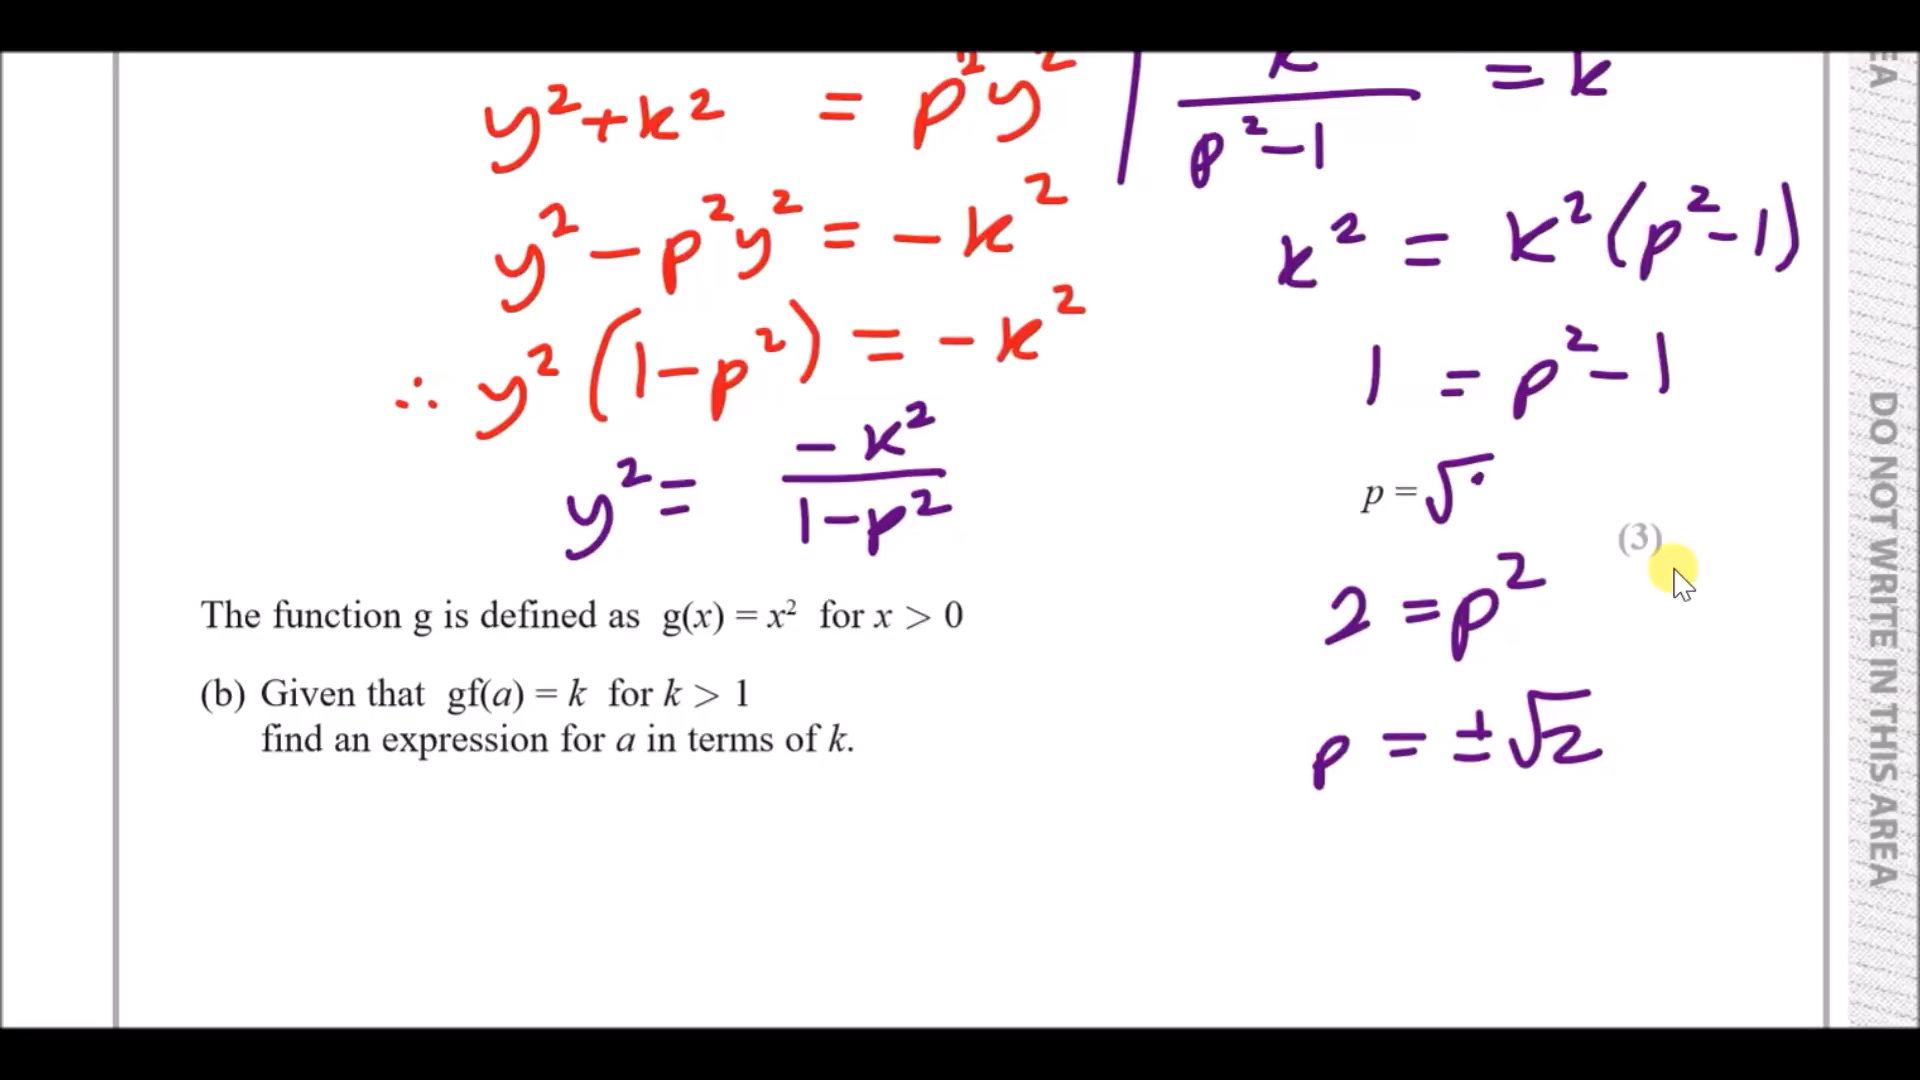 y² + k² = p²y²
y² − p²y² = −k²
∴ y²(1 − p²) = −k²
y² = −k² / (1 − p²)
k / (p² − 1) = k
k² = k²(p² − 1)
1 = p² − 1
p = √
(3)
2 = p²
p = ±√2
The function g is defined as g(x) = x² for x > 0
(b) Given that gf(a) = k for k > 1
find an expression for a in terms of k.
EA
DO NOT WRITE IN THIS AREA